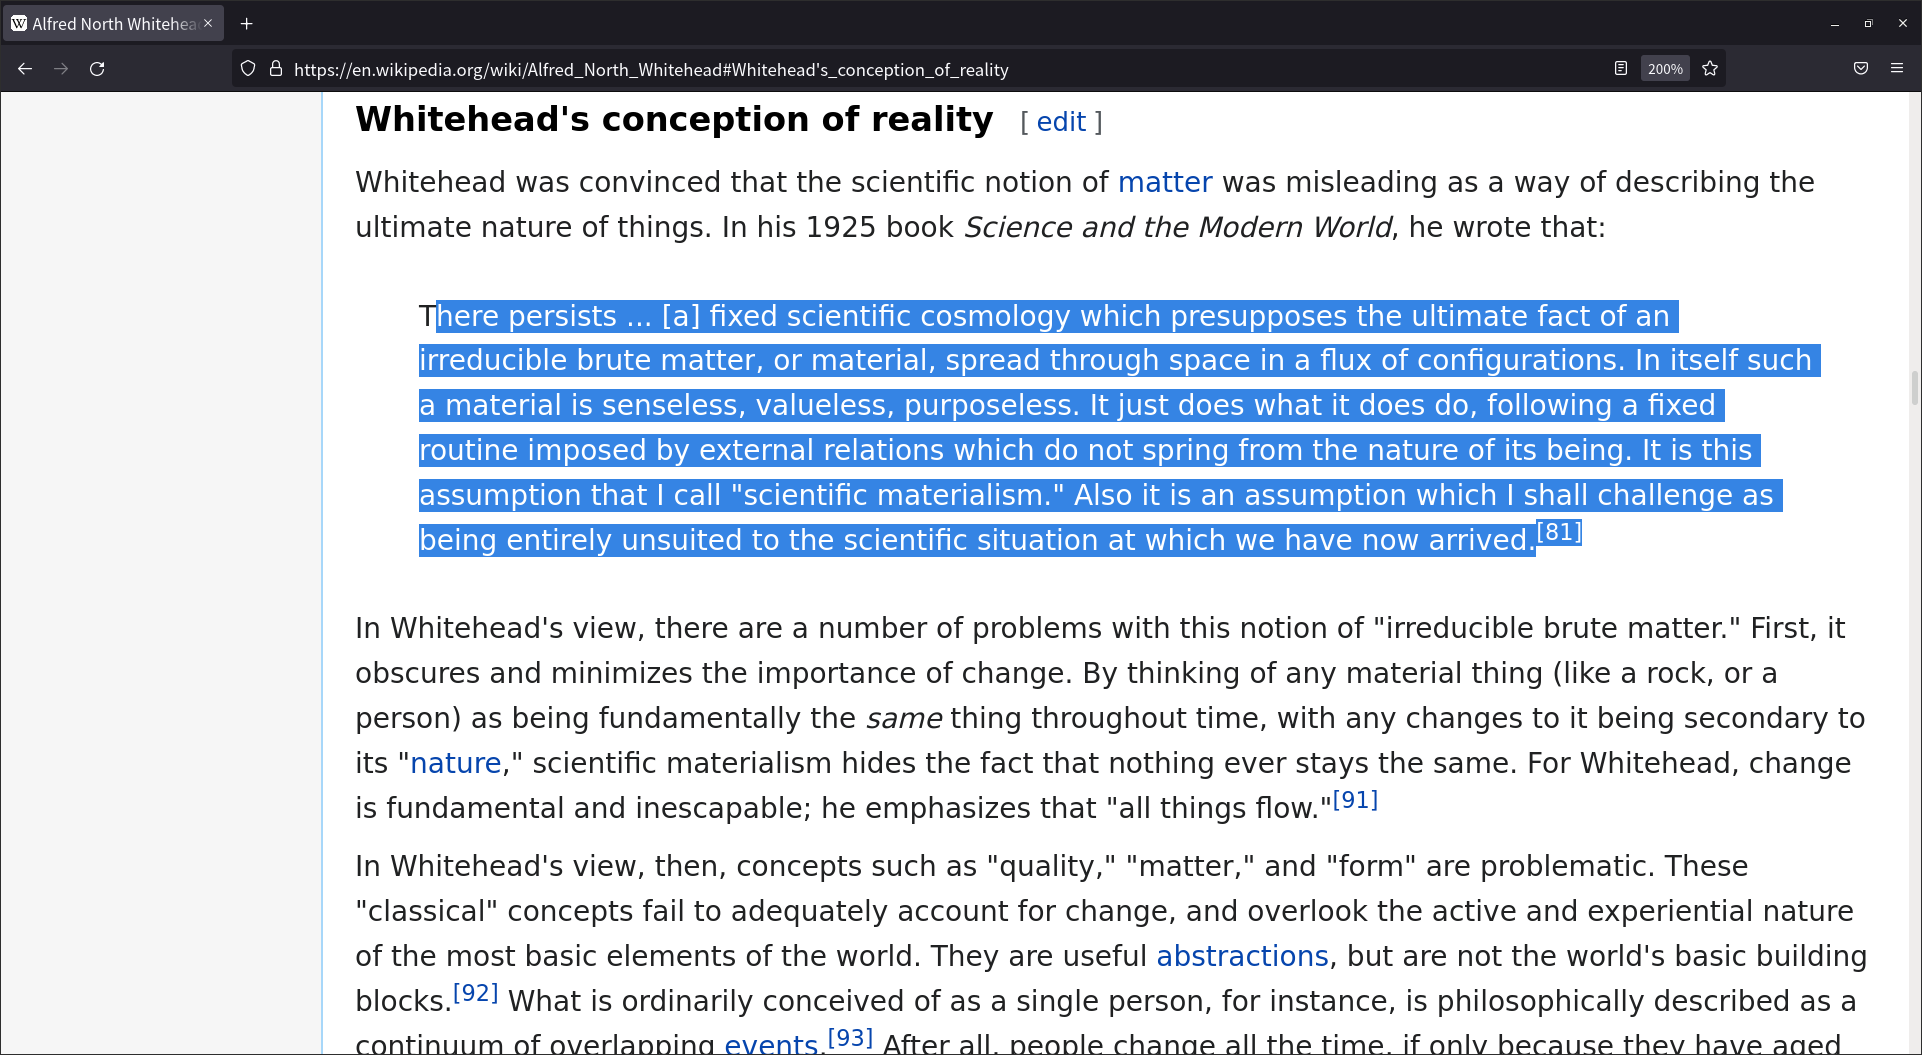 Alfred North Whitehea
https://en.wikipedia.org/wiki/Alfred_North_Whitehead#Whitehead's_conception_of_reality
200%
Whitehead's conception of reality [ edit ]
Whitehead was convinced that the scientific notion of matter was misleading as a way of describing the
ultimate nature of things. In his 1925 book Science and the Modern World, he wrote that:
There persists ... [a] fixed scientific cosmology which presupposes the ultimate fact of an
irreducible brute matter, or material, spread through space in a flux of configurations. In itself such
a material is senseless, valueless, purposeless. It just does what it does do, following a fixed
routine imposed by external relations which do not spring from the nature of its being. It is this
assumption that I call "scientific materialism." Also it is an assumption which I shall challenge as
being entirely unsuited to the scientific situation at which we have now arrived.[81]
In Whitehead's view, there are a number of problems with this notion of "irreducible brute matter." First, it
obscures and minimizes the importance of change. By thinking of any material thing (like a rock, or a
person) as being fundamentally the same thing throughout time, with any changes to it being secondary to
its "nature," scientific materialism hides the fact that nothing ever stays the same. For Whitehead, change
is fundamental and inescapable; he emphasizes that "all things flow."[91]
In Whitehead's view, then, concepts such as "quality," "matter," and "form" are problematic. These
"classical" concepts fail to adequately account for change, and overlook the active and experiential nature
of the most basic elements of the world. They are useful abstractions, but are not the world's basic building
blocks.[92] What is ordinarily conceived of as a single person, for instance, is philosophically described as a
continuum of overlapping events.[93] After all, people change all the time, if only because they have aged